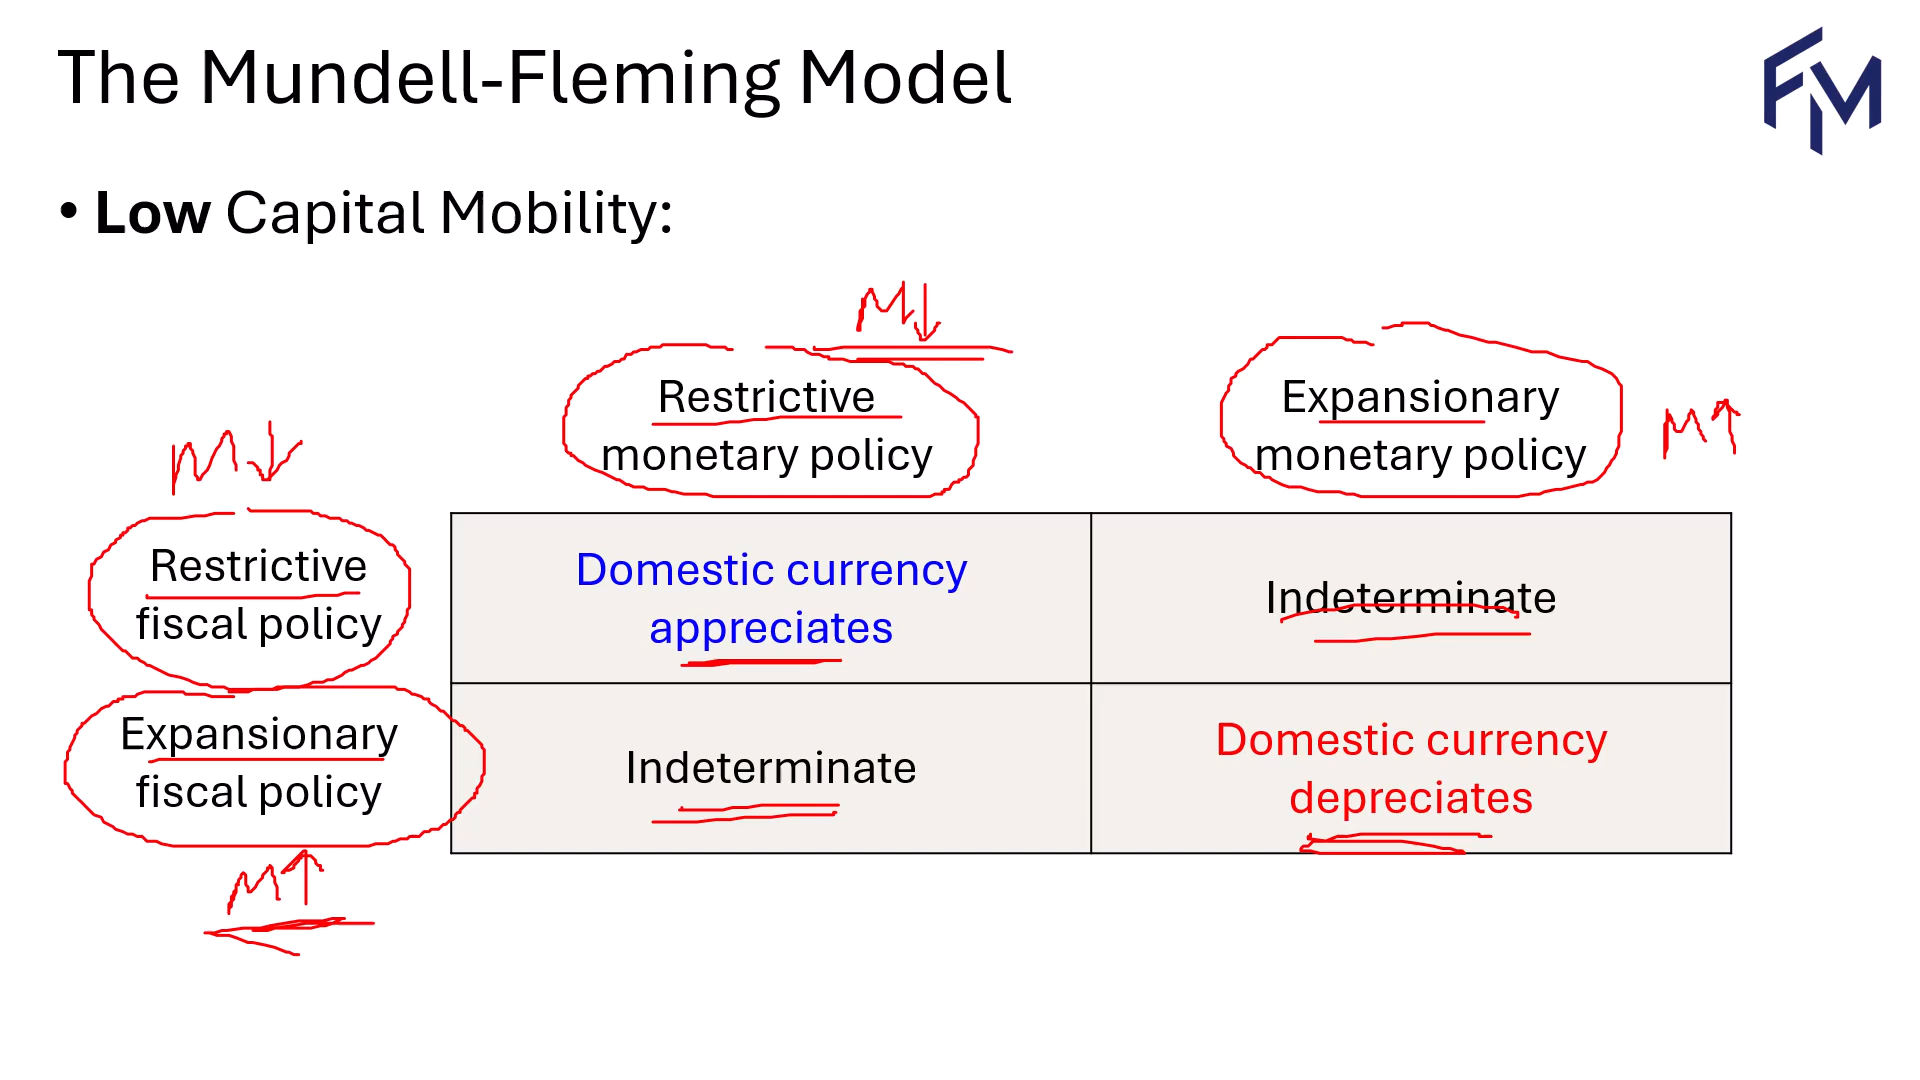 The Mundell-Fleming Model
FM
• Low Capital Mobility:
M↓
Restrictive
monetary policy
Expansionary
monetary policy
M↑
M↓
Restrictive
fiscal policy
Domestic currency
appreciates
Indeterminate
Expansionary
fiscal policy
Indeterminate
Domestic currency
depreciates
M↑